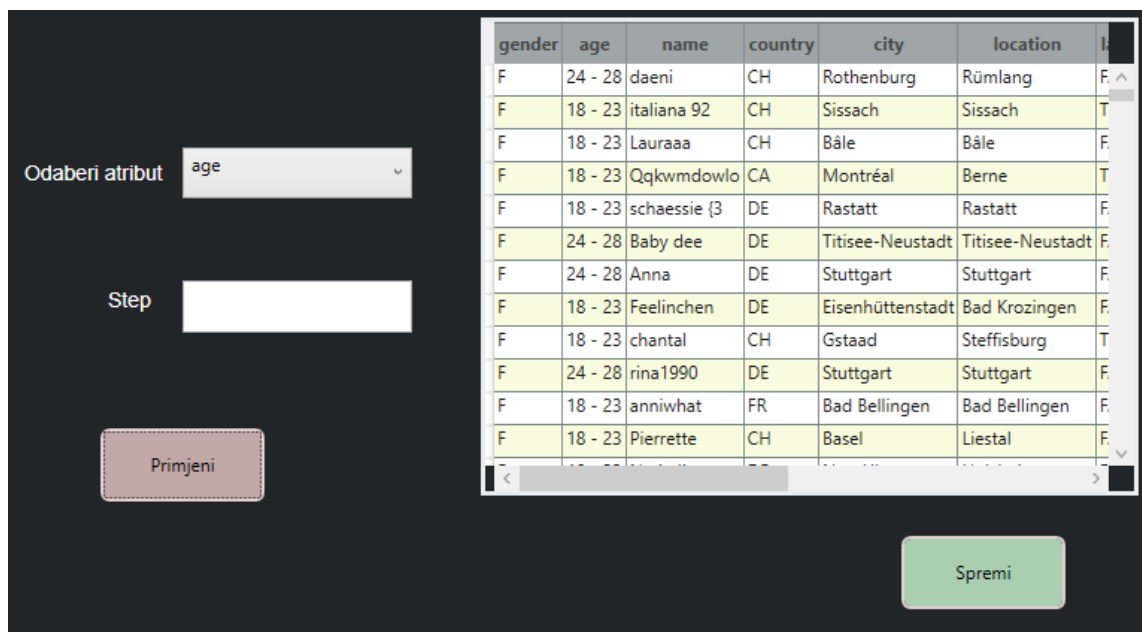 gender age name country city location
F 24 - 28 daeni CH Rothenburg Rümlang
F 18 - 23 italiana 92 CH Sissach Sissach
F 18 - 23 Lauraaa CH Bâle Bâle
Odaberi atribut age
F 18 - 23 Qqkwmdowlo CA Montréal Berne
F 18 - 23 schaessie {3 DE Rastatt Rastatt
F 24 - 28 Baby dee DE Titisee-Neustadt Titisee-Neustadt
F 24 - 28 Anna DE Stuttgart Stuttgart
Step
F 18 - 23 Feelinchen DE Eisenhüttenstadt Bad Krozingen
F 18 - 23 chantal CH Gstaad Steffisburg
F 24 - 28 rina1990 DE Stuttgart Stuttgart
F 18 - 23 anniwhat FR Bad Bellingen Bad Bellingen
F 18 - 23 Pierrette CH Basel Liestal
Primjeni
Spremi